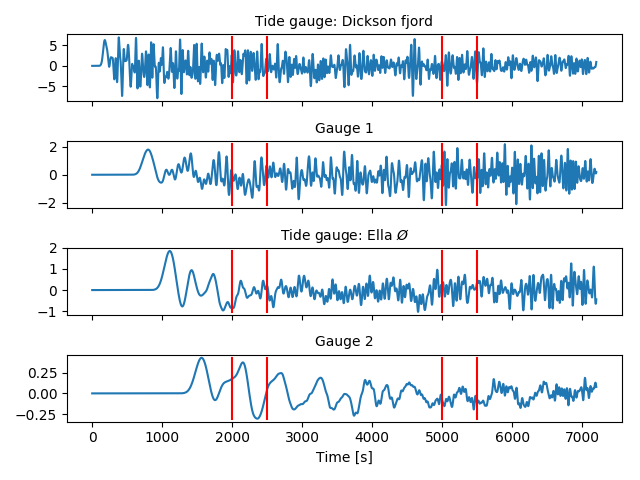 Tide gauge: Dickson fjord
5
0
−5
Gauge 1
2
0
−2
Tide gauge: Ella Ø
2
1
0
−1
Gauge 2
0.25
0.00
−0.25
0 1000 2000 3000 4000 5000 6000 7000
Time [s]